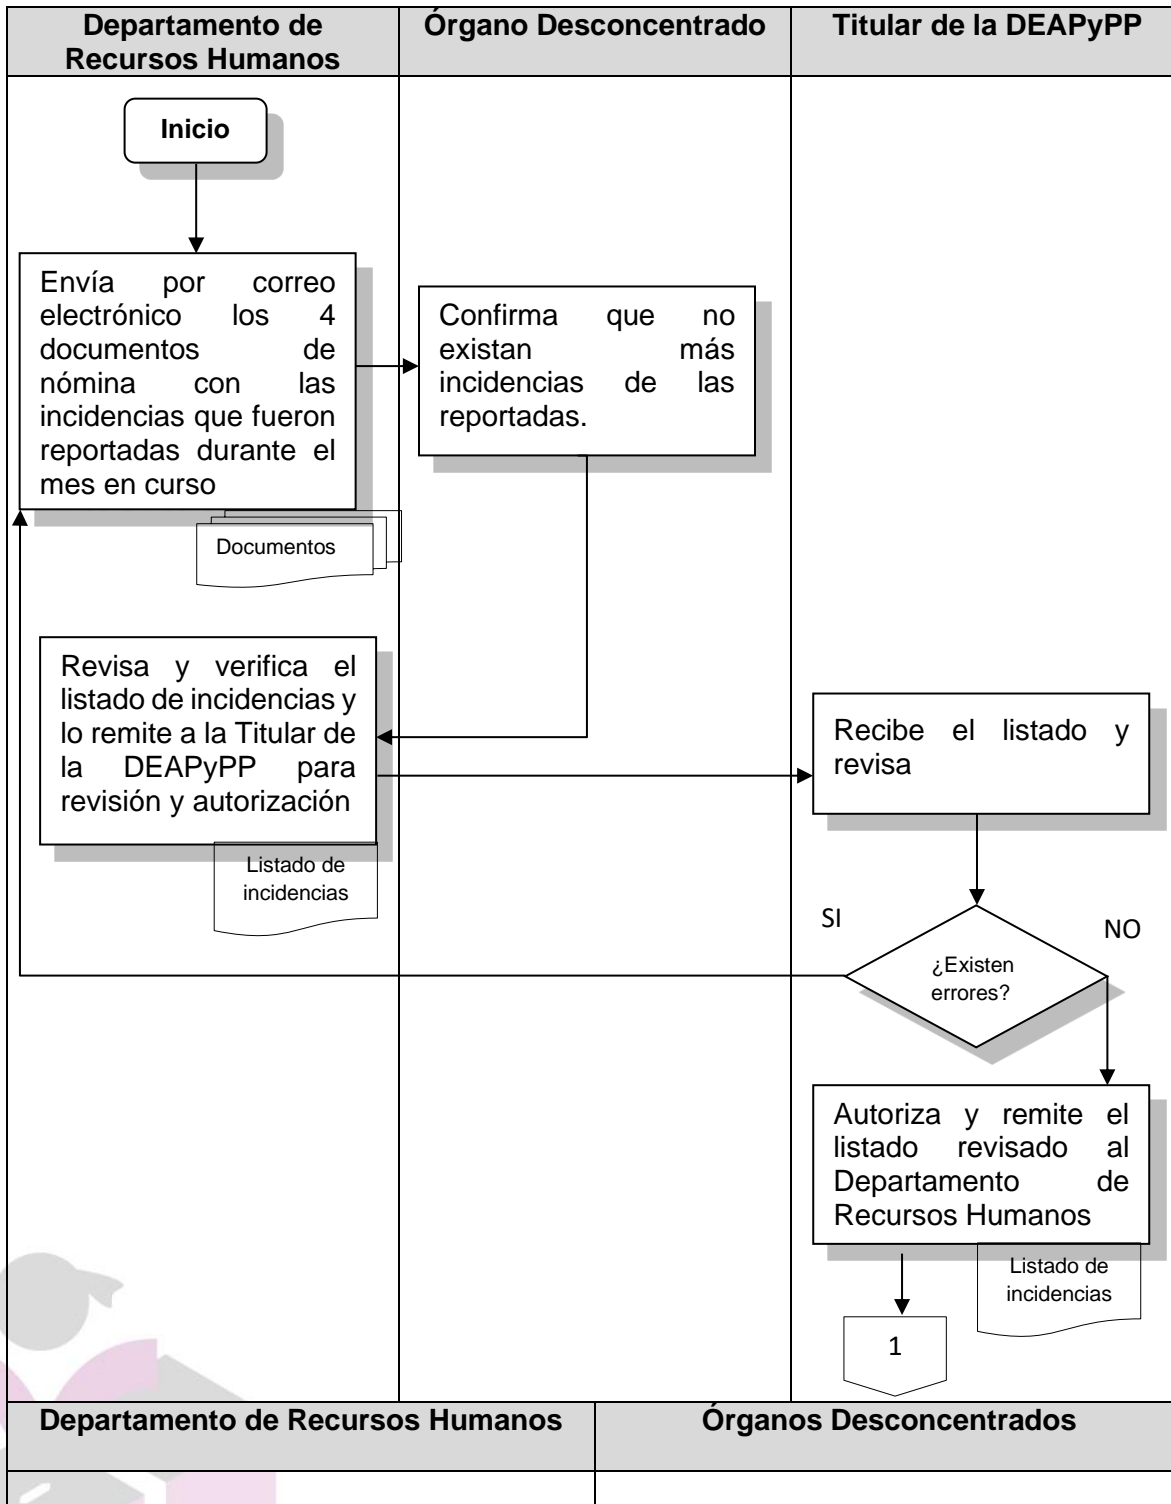 Departamento de
Recursos Humanos
Órgano Desconcentrado
Titular de la DEAPyPP
Inicio
Envía por correo
electrónico los 4
documentos de
nómina con las
incidencias que fueron
reportadas durante el
mes en curso
Documentos
Confirma que no
existan más
incidencias de las
reportadas.
Revisa y verifica el
listado de incidencias y
lo remite a la Titular de
la DEAPyPP para
revisión y autorización
Listado de
incidencias
Recibe el listado y
revisa
SI
NO
¿Existen
errores?
Autoriza y remite el
listado revisado al
Departamento de
Recursos Humanos
Listado de
incidencias
1
Departamento de Recursos Humanos
Órganos Desconcentrados